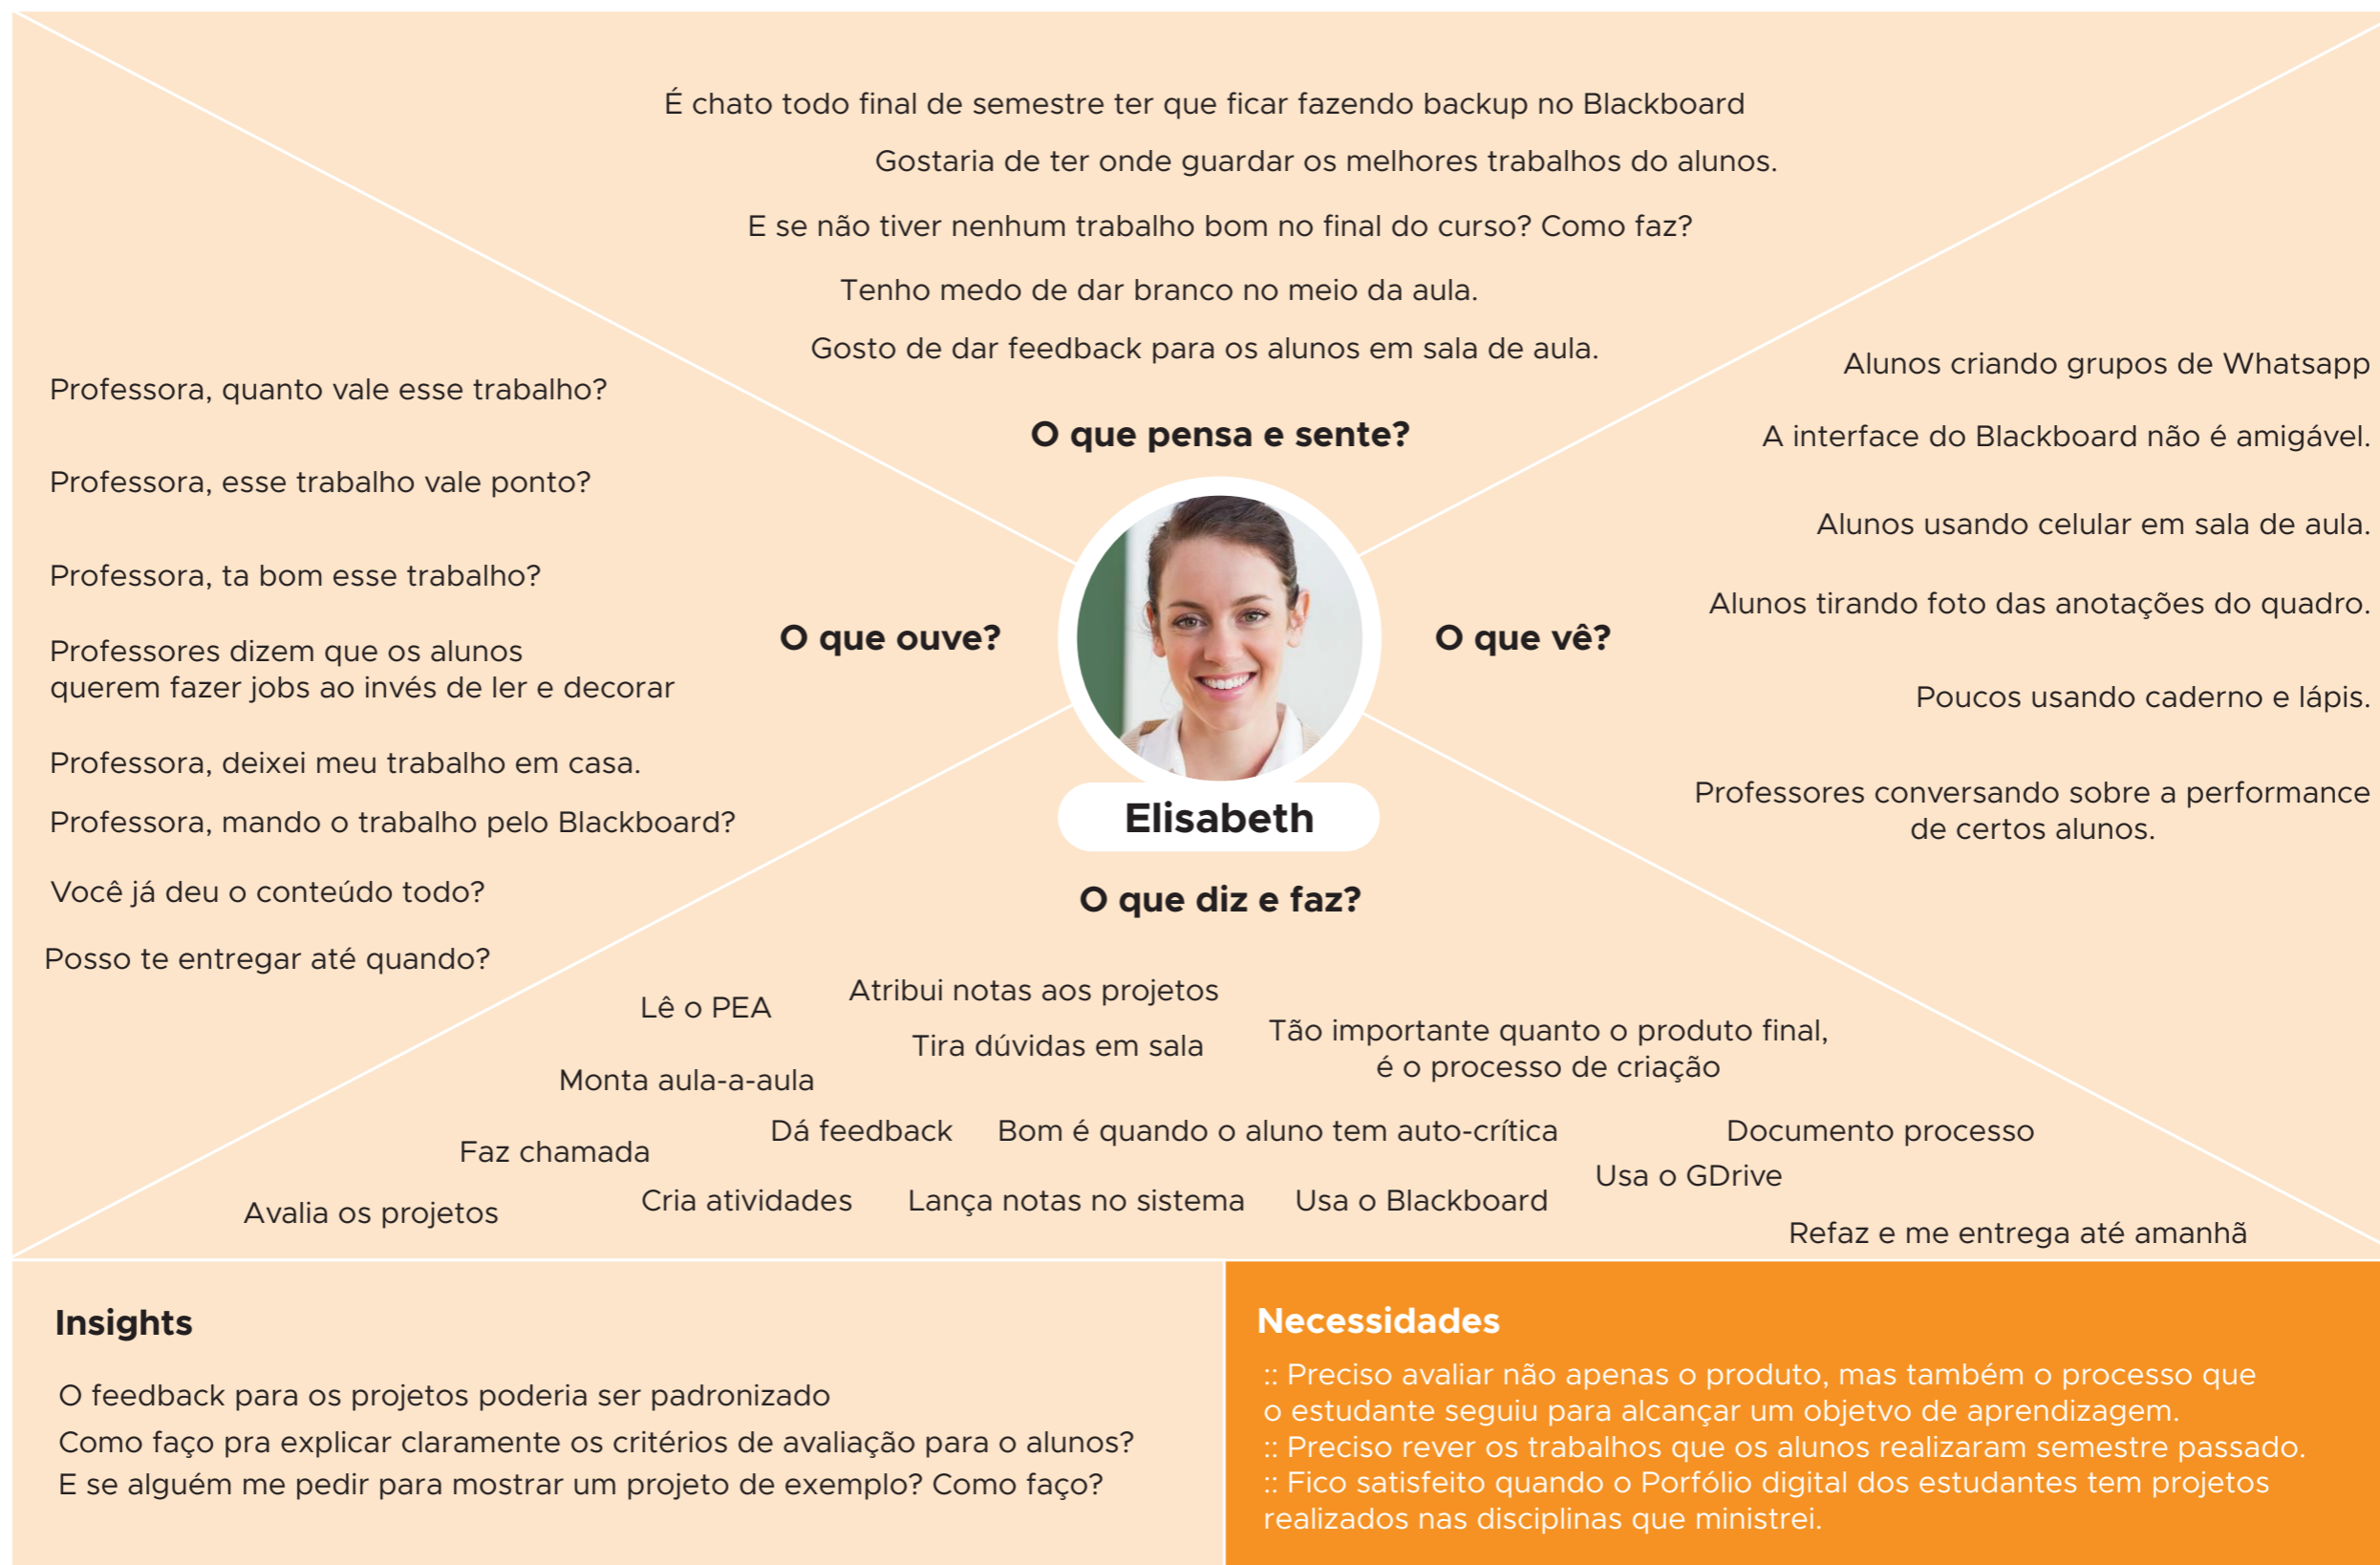 É chato todo final de semestre ter que ficar fazendo backup no Blackboard
Gostaria de ter onde guardar os melhores trabalhos do alunos.
E se não tiver nenhum trabalho bom no final do curso? Como faz?
Tenho medo de dar branco no meio da aula.
Gosto de dar feedback para os alunos em sala de aula.
O que pensa e sente?
Professora, quanto vale esse trabalho?
Professora, esse trabalho vale ponto?
Professora, ta bom esse trabalho?
Professores dizem que os alunos
querem fazer jobs ao invés de ler e decorar
Professora, deixei meu trabalho em casa.
Professora, mando o trabalho pelo Blackboard?
Você já deu o conteúdo todo?
Posso te entregar até quando?
O que ouve?
O que vê?
Alunos criando grupos de Whatsapp
A interface do Blackboard não é amigável.
Alunos usando celular em sala de aula.
Alunos tirando foto das anotações do quadro.
Poucos usando caderno e lápis.
Professores conversando sobre a performance
de certos alunos.
Elisabeth
O que diz e faz?
Lê o PEA
Atribui notas aos projetos
Tira dúvidas em sala
Tão importante quanto o produto final,
é o processo de criação
Monta aula-a-aula
Faz chamada
Dá feedback
Bom é quando o aluno tem auto-crítica
Documento processo
Usa o GDrive
Avalia os projetos
Cria atividades
Lança notas no sistema
Usa o Blackboard
Refaz e me entrega até amanhã
Insights
O feedback para os projetos poderia ser padronizado
Como faço pra explicar claramente os critérios de avaliação para o alunos?
E se alguém me pedir para mostrar um projeto de exemplo? Como faço?
Necessidades
:: Preciso avaliar não apenas o produto, mas também o processo que
o estudante seguiu para alcançar um objetvo de aprendizagem.
:: Preciso rever os trabalhos que os alunos realizaram semestre passado.
:: Fico satisfeito quando o Porfólio digital dos estudantes tem projetos
realizados nas disciplinas que ministrei.